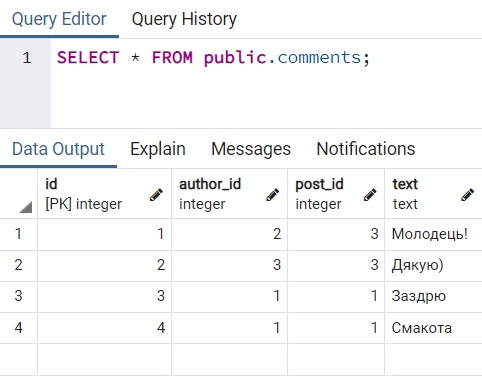 Query Editor Query History
1 SELECT * FROM public.comments;
Data Output Explain Messages Notifications
id author_id post_id text
[PK] integer integer integer text
1 1 2 3 Молодець!
2 2 3 3 Дякую)
3 3 1 1 Заздрю
4 4 1 1 Смакота